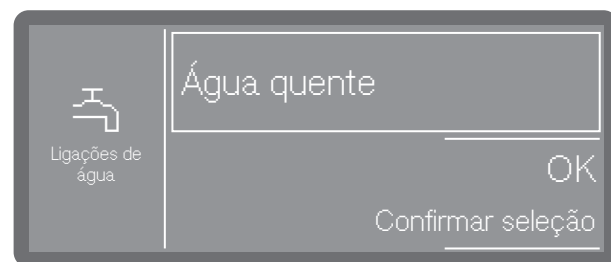 Ligações de
água
Água quente
OK
Confirmar seleção